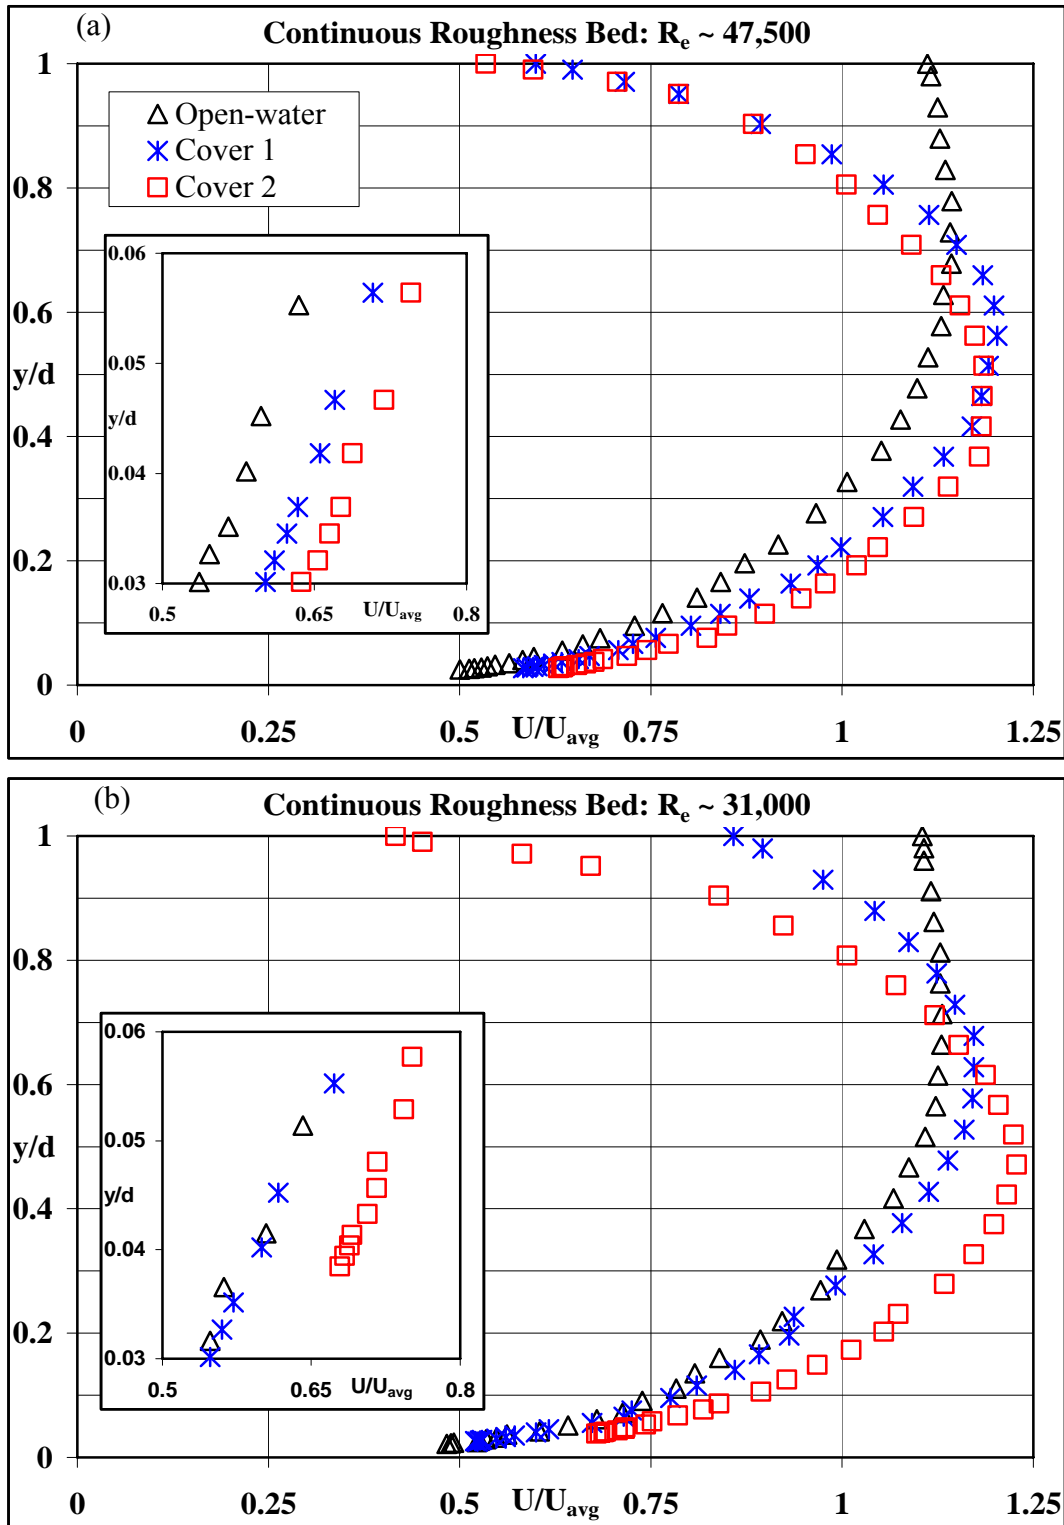 (a)
Continuous Roughness Bed: Re ~ 47,500
Open-water
Cover 1
Cover 2
1
0.8
0.6
y/d
0.4
0.2
0
0.06
0.05
y/d
0.04
0.03
0.5 0.65 U/Uavg 0.8
0 0.25 0.5 U/Uavg 0.75 1 1.25
(b)
Continuous Roughness Bed: Re ~ 31,000
1
0.8
0.6
y/d
0.4
0.2
0
0.06
0.05
y/d
0.04
0.03
0.5 0.65 U/Uavg 0.8
0 0.25 0.5 U/Uavg 0.75 1 1.25